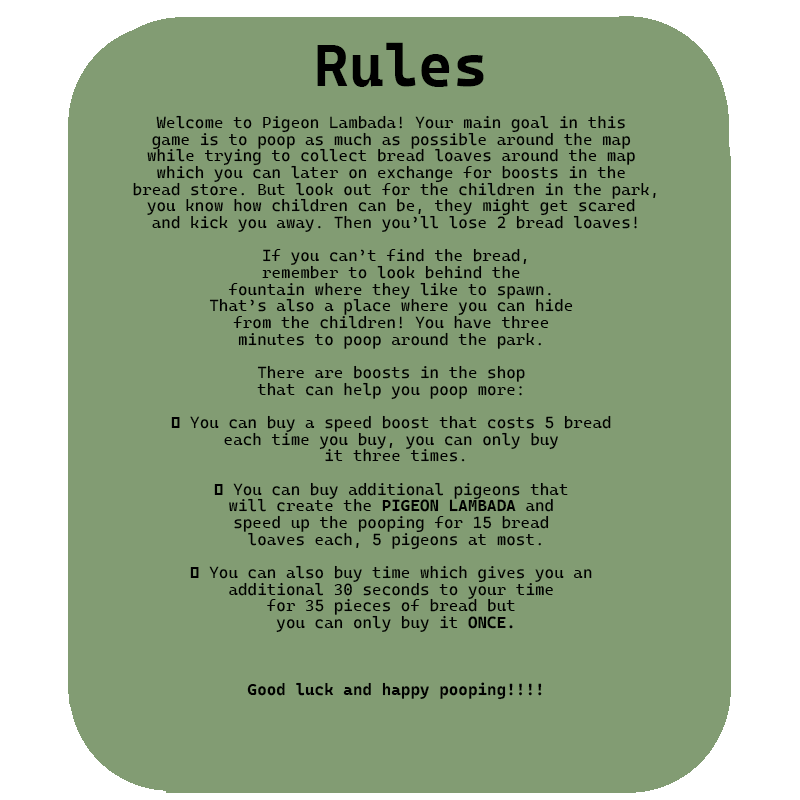 Rules
Welcome to Pigeon Lambada! Your main goal in this
game is to poop as much as possible around the map
while trying to collect bread loaves around the map
which you can later on exchange for boosts in the
bread store. But look out for the children in the park,
you know how children can be, they might get scared
and kick you away. Then you’ll lose 2 bread loaves!
If you can’t find the bread,
remember to look behind the
fountain where they like to spawn.
That’s also a place where you can hide
from the children! You have three
minutes to poop around the park.
There are boosts in the shop
that can help you poop more:
▯ You can buy a speed boost that costs 5 bread
each time you buy, you can only buy
it three times.
▯ You can buy additional pigeons that
will create the PIGEON LAMBADA and
speed up the pooping for 15 bread
loaves each, 5 pigeons at most.
▯ You can also buy time which gives you an
additional 30 seconds to your time
for 35 pieces of bread but
you can only buy it ONCE.
Good luck and happy pooping!!!!